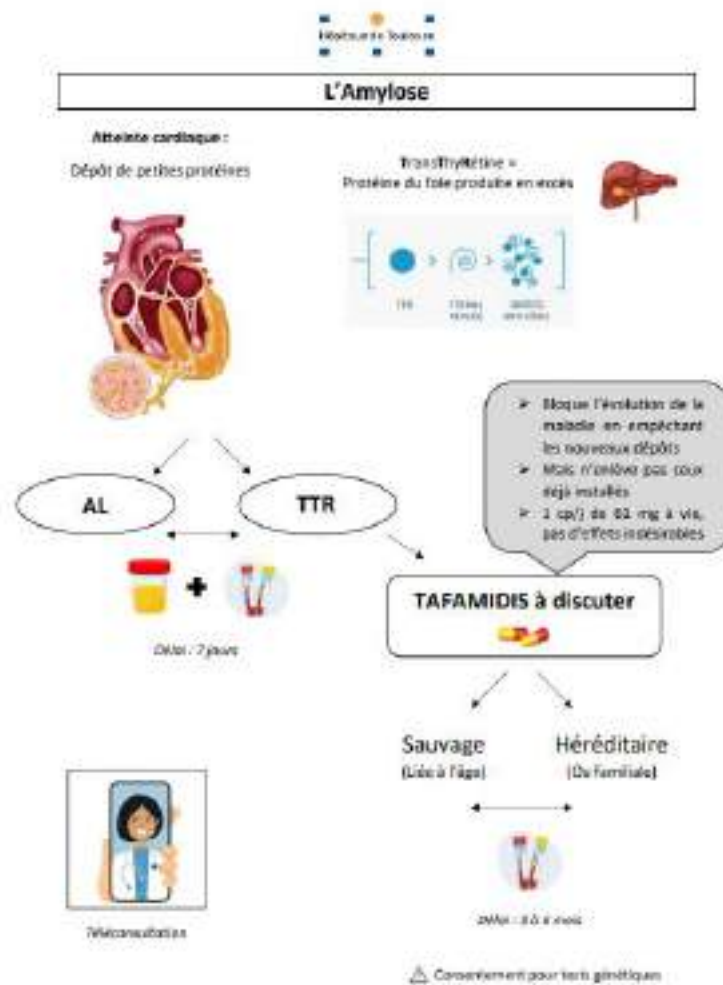 Hôpitaux de Toulouse
L'Amylose
Atteinte cardiaque :
Dépôt de petites protéines
TransThyRétine =
Protéine du foie produite en excès
TTR
Bloque l'évolution de la
maladie en empêchant
les nouveaux dépôts
Mais n'enlève pas ceux
déjà installés
1 cp/j de 61 mg à vie,
pas d'effets indésirables
AL
TTR
TAFAMIDIS à discuter
Délai : 7 jours
Sauvage
(Liée à l'âge)
Héréditaire
(Ou familiale)
Téléconsultation
Délai : mois
⚠ Consentement pour tests génétiques